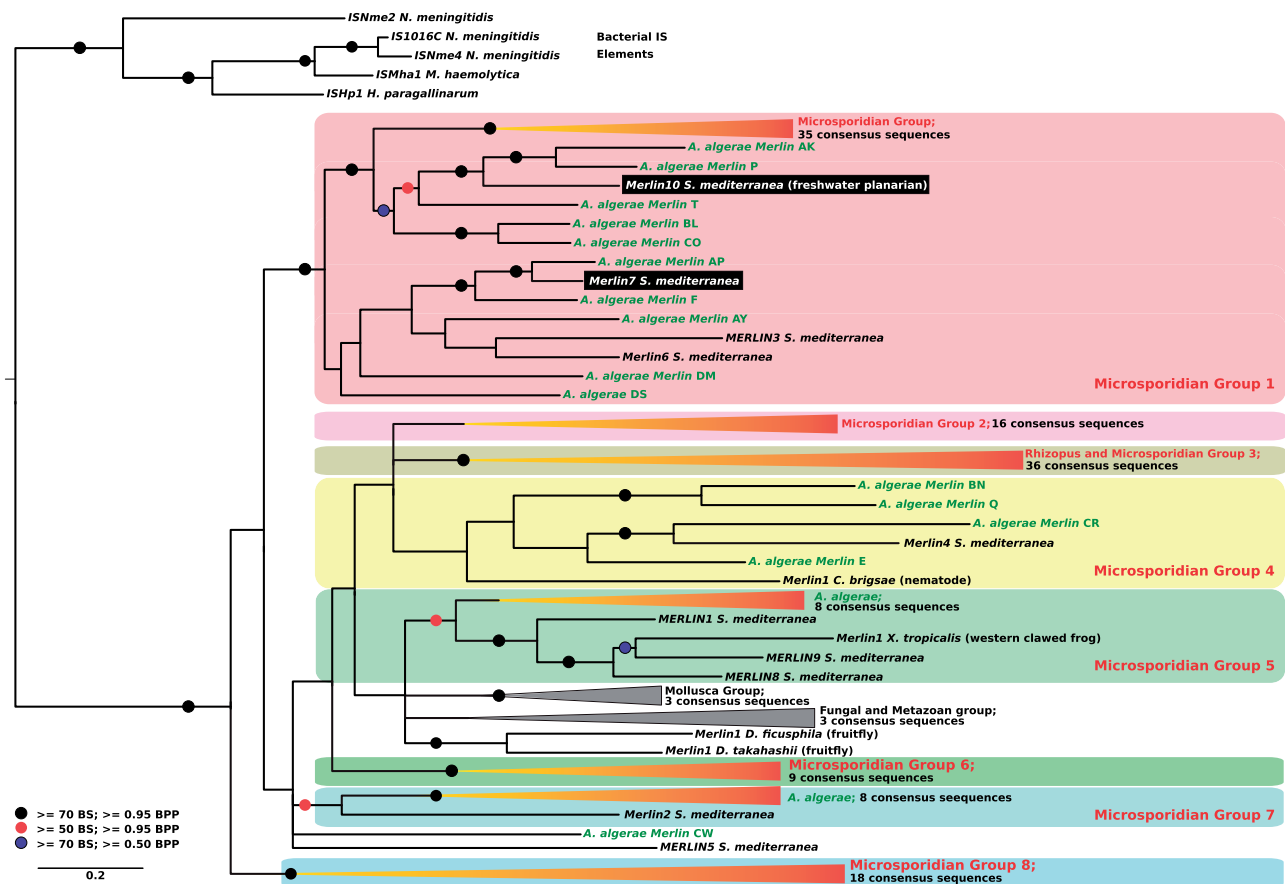 ISNme2 N. meningitidis
IS1016C N. meningitidis
Bacterial IS
ISNme4 N. meningitidis
Elements
ISMha1 M. haemolytica
ISHp1 H. paragallinarum
Microsporidian Group;
35 consensus sequences
A. algerae Merlin AK
A. algerae Merlin P
Merlin10 S. mediterranea (freshwater planarian)
A. algerae Merlin T
A. algerae Merlin BL
A. algerae Merlin CO
A. algerae Merlin AP
Merlin7 S. mediterranea
A. algerae Merlin F
A. algerae Merlin AY
MERLIN3 S. mediterranea
Merlin6 S. mediterranea
A. algerae Merlin DM
Microsporidian Group 1
A. algerae DS
Microsporidian Group 2; 16 consensus sequences
Rhizopus and Microsporidian Group 3;
36 consensus sequences
A. algerae Merlin BN
A. algerae Merlin Q
A. algerae Merlin CR
Merlin4 S. mediterranea
A. algerae Merlin E
Microsporidian Group 4
Merlin1 C. brigsae (nematode)
A. algerae;
8 consensus sequences
MERLIN1 S. mediterranea
Merlin1 X. tropicalis (western clawed frog)
MERLIN9 S. mediterranea
Microsporidian Group 5
MERLIN8 S. mediterranea
Mollusca Group;
3 consensus sequences
Fungal and Metazoan group;
3 consensus sequences
Merlin1 D. ficusphila (fruitfly)
Merlin1 D. takahashii (fruitfly)
Microsporidian Group 6;
9 consensus sequences
A. algerae; 8 consensus seequences
Merlin2 S. mediterranea
Microsporidian Group 7
A. algerae Merlin CW
MERLIN5 S. mediterranea
Microsporidian Group 8;
18 consensus sequences
>= 70 BS; >= 0.95 BPP
>= 50 BS; >= 0.95 BPP
>= 70 BS; >= 0.50 BPP
0.2